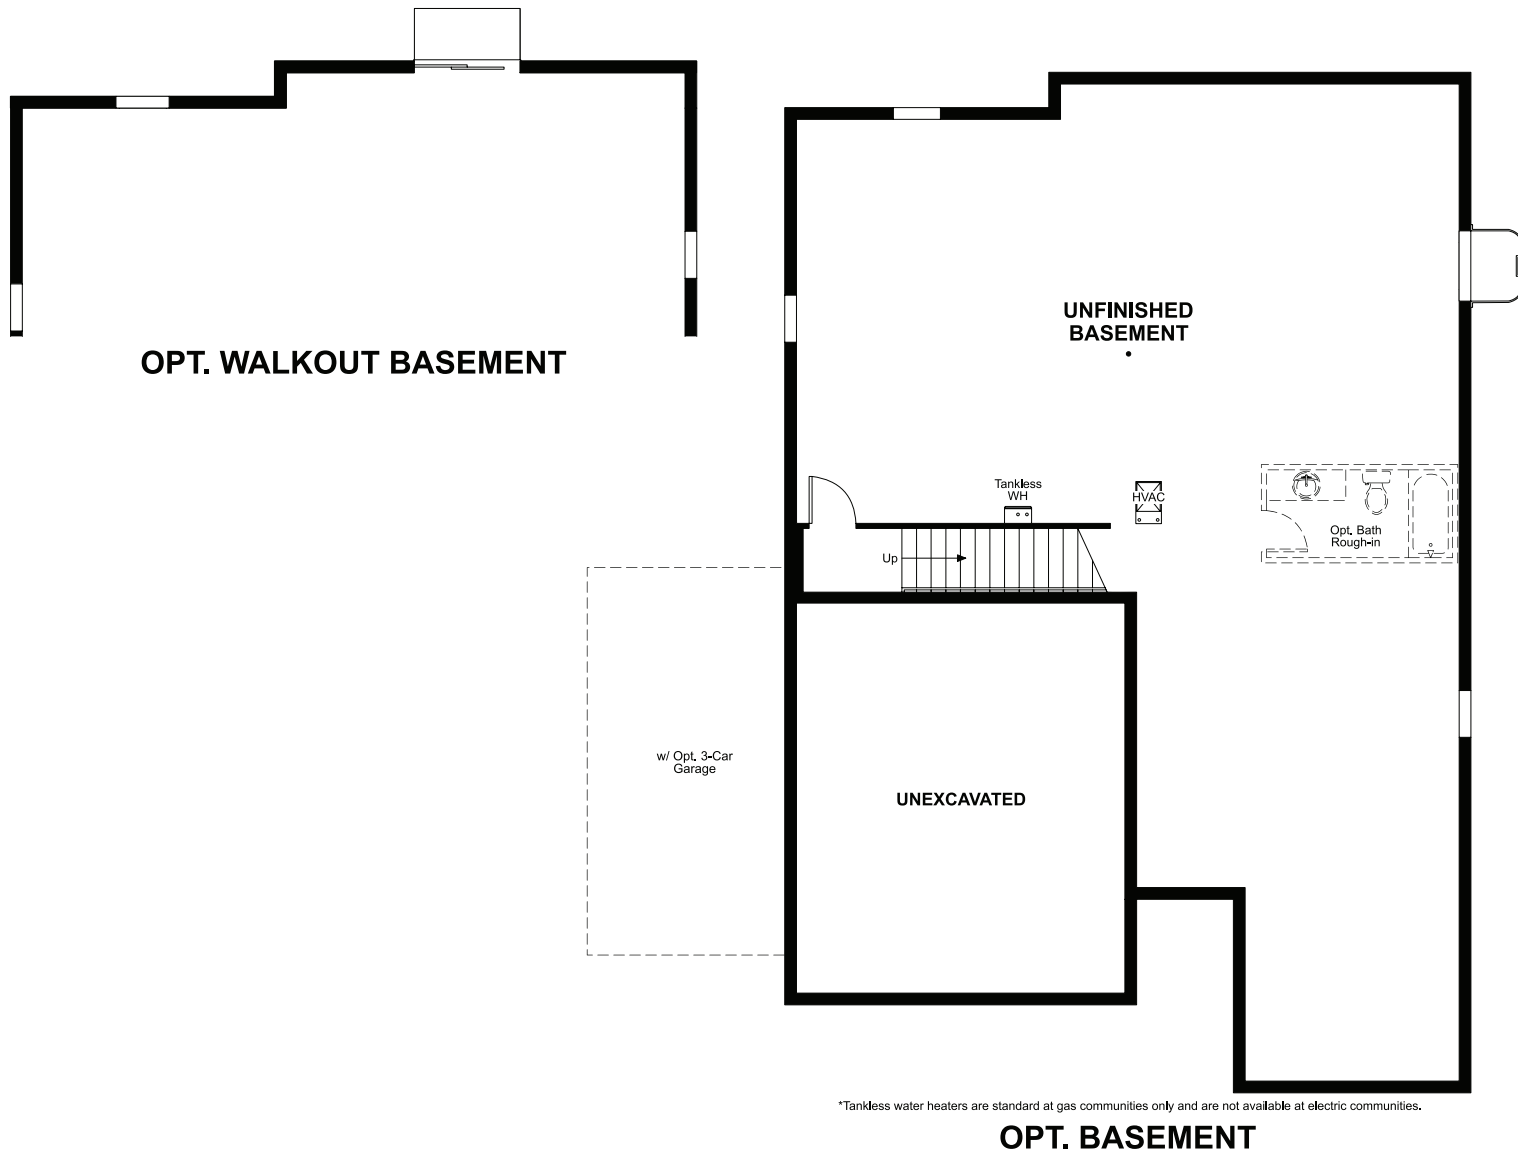 OPT. WALKOUT BASEMENT
UNFINISHED
BASEMENT
Tankless
WH
HVAC
Opt. Bath
Rough-in
Up
w/ Opt. 3-Car
Garage
UNEXCAVATED
*Tankless water heaters are standard at gas communities only and are not available at electric communities.
OPT. BASEMENT